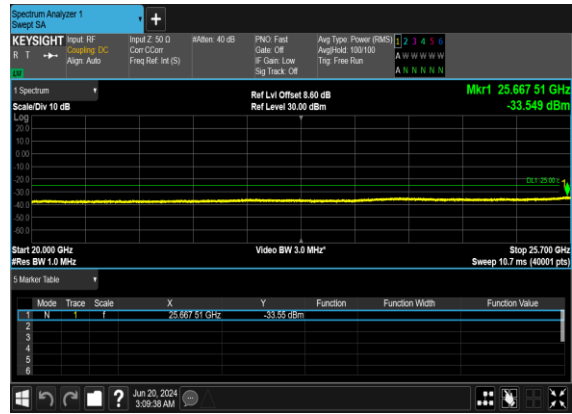 Spectrum Analyzer 1
Swept SA
+
KEYSIGHT Input: RF Input Z: 50 Ω #Atten: 40 dB PNO: Fast Avg Type: Power (RMS) 1 2 3 4 5 6
R T Coupling: DC Corr CCorr Gate: Off Avg|Hold: 100/100 A W W W W W
Align: Auto Freq Ref: Int (S) IF Gain: Low Trig: Free Run A N N N N N
Sig Track: Off
1 Spectrum Ref Lvl Offset 8.60 dB Mkr1 25.667 51 GHz
Scale/Div 10 dB Ref Level 30.00 dBm -33.549 dBm
Log
20.0
10.0
0.00
-10.0
-20.0
DL1 -25.00
1
-30.0
-40.0
-50.0
-60.0
Start 20.000 GHz Video BW 3.0 MHz* Stop 25.700 GHz
#Res BW 1.0 MHz Sweep 10.7 ms (40001 pts)
5 Marker Table
Mode Trace Scale X Y Function Function Width Function Value
1 N 1 f 25.667 51 GHz -33.55 dBm
2
3
4
5
6
? Jun 20, 2024
3:09:38 AM